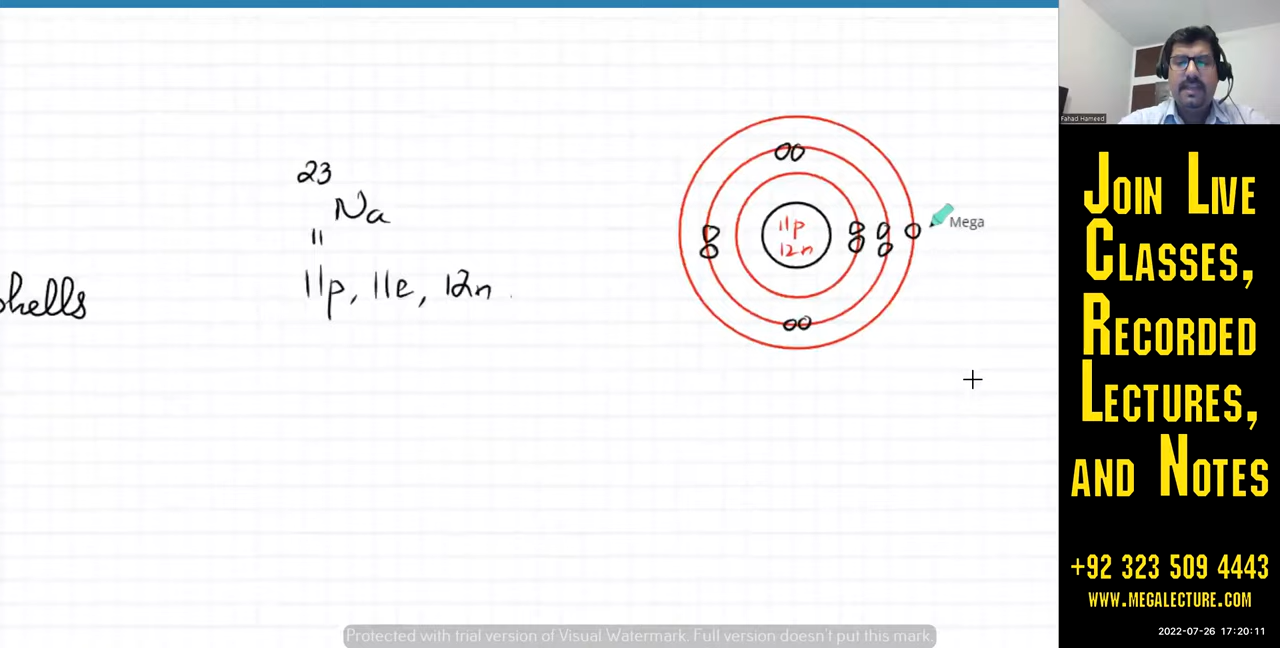 23
Na
11
11p, 11e, 12n
shells
11p
12n
Mega
Fahad Hameed
JOIN LIVE
CLASSES,
RECORDED
LECTURES,
AND NOTES
+92 323 509 4443
WWW.MEGALECTURE.COM
2022-07-26 17:20:11
Protected with trial version of Visual Watermark. Full version doesn't put this mark.